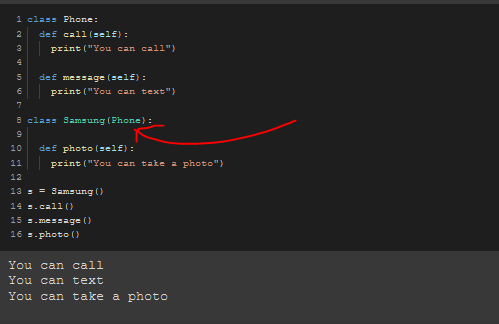 1 class Phone:
2   def call(self):
3     print("You can call")
4
5   def message(self):
6     print("You can text")
7
8 class Samsung(Phone):
9
10   def photo(self):
11     print("You can take a photo")
12
13 s = Samsung()
14 s.call()
15 s.message()
16 s.photo()
You can call
You can text
You can take a photo